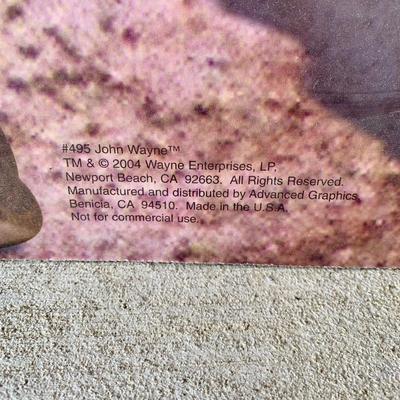 #495 John Wayne™
TM & © 2004 Wayne Enterprises, LP,
Newport Beach, CA 92663. All Rights Reserved.
Manufactured and distributed by Advanced Graphics,
Benicia, CA 94510. Made in the U.S.A.
Not for commercial use.